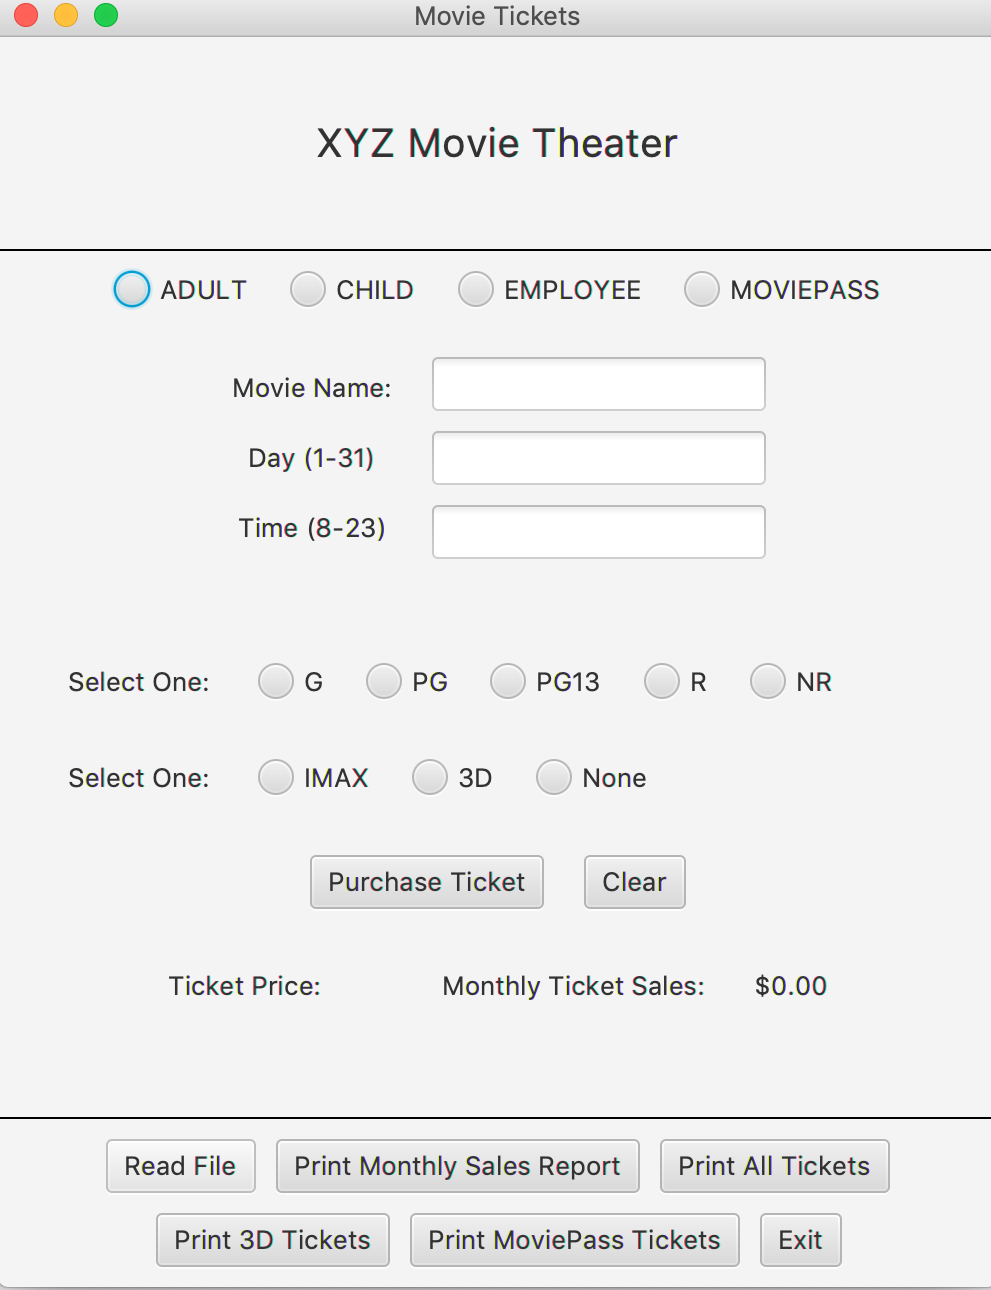 Movie Tickets
XYZ Movie Theater
ADULT CHILD EMPLOYEE MOVIEPASS
Movie Name:
Day (1-31)
Time (8-23)
Select One: G PG PG13 R NR
Select One: IMAX 3D None
Purchase Ticket Clear
Ticket Price: Monthly Ticket Sales: $0.00
Read File Print Monthly Sales Report Print All Tickets
Print 3D Tickets Print MoviePass Tickets Exit